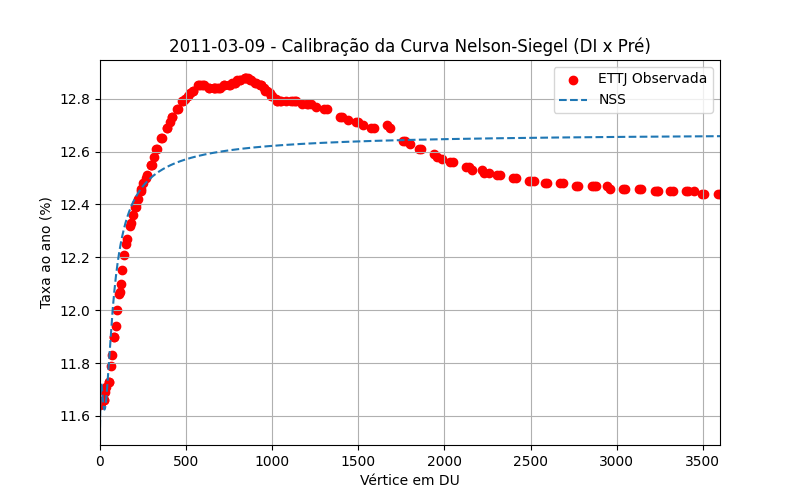 2011-03-09 - Calibração da Curva Nelson-Siegel (DI x Pré)
ETTJ Observada
NSS
Taxa ao ano (%)
12.8
12.6
12.4
12.2
12.0
11.8
11.6
0 500 1000 1500 2000 2500 3000 3500
Vértice em DU